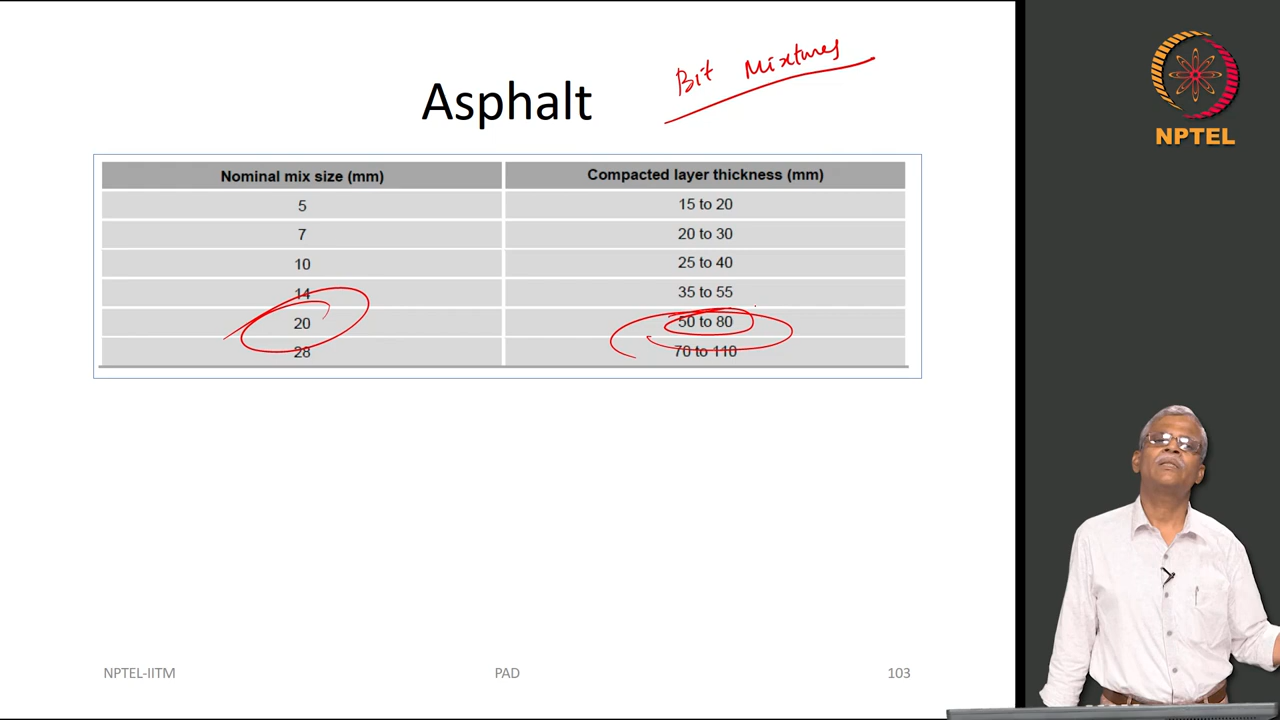 Bit Mixtures
Asphalt
NPTEL
Nominal mix size (mm) Compacted layer thickness (mm)
5 15 to 20
7 20 to 30
10 25 to 40
14 35 to 55
20 50 to 80
28 70 to 110
NPTEL-IITM PAD 103